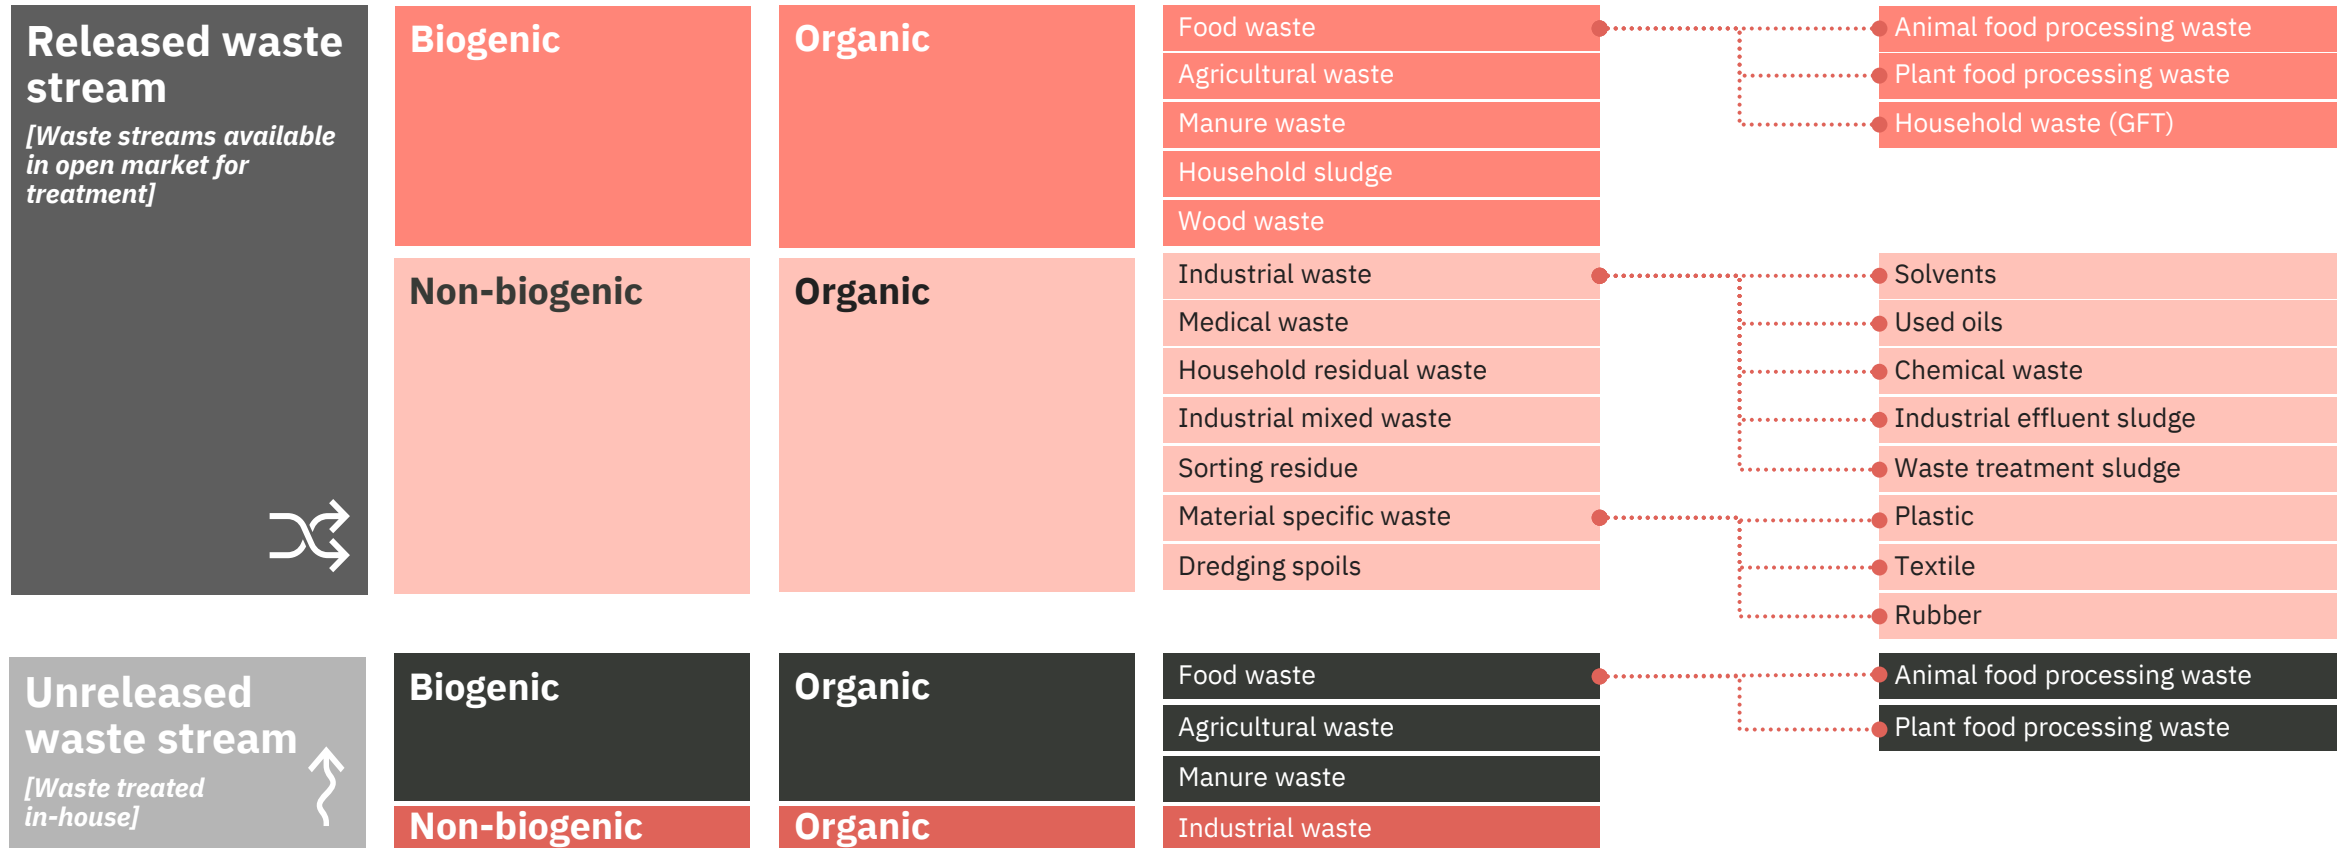 Released waste
stream
[Waste streams available
in open market for
treatment]
Biogenic
Organic
Food waste
Agricultural waste
Manure waste
Household sludge
Wood waste
Animal food processing waste
Plant food processing waste
Household waste (GFT)
Non-biogenic
Organic
Industrial waste
Medical waste
Household residual waste
Industrial mixed waste
Sorting residue
Material specific waste
Dredging spoils
Solvents
Used oils
Chemical waste
Industrial effluent sludge
Waste treatment sludge
Plastic
Textile
Rubber
Unreleased
waste stream
[Waste treated
in-house]
Biogenic
Organic
Food waste
Agricultural waste
Manure waste
Animal food processing waste
Plant food processing waste
Non-biogenic
Organic
Industrial waste